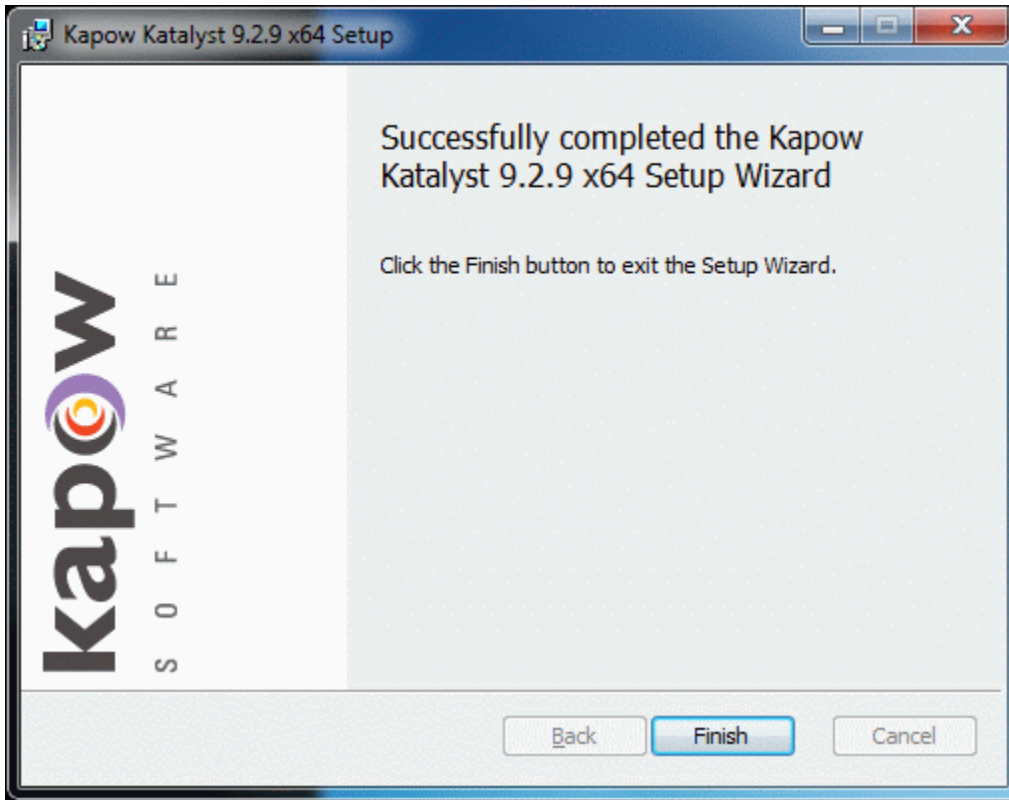 Kapow Katalyst 9.2.9 x64 Setup
Successfully completed the Kapow
Katalyst 9.2.9 x64 Setup Wizard
Click the Finish button to exit the Setup Wizard.
kapow
SOFTWARE
Back
Finish
Cancel